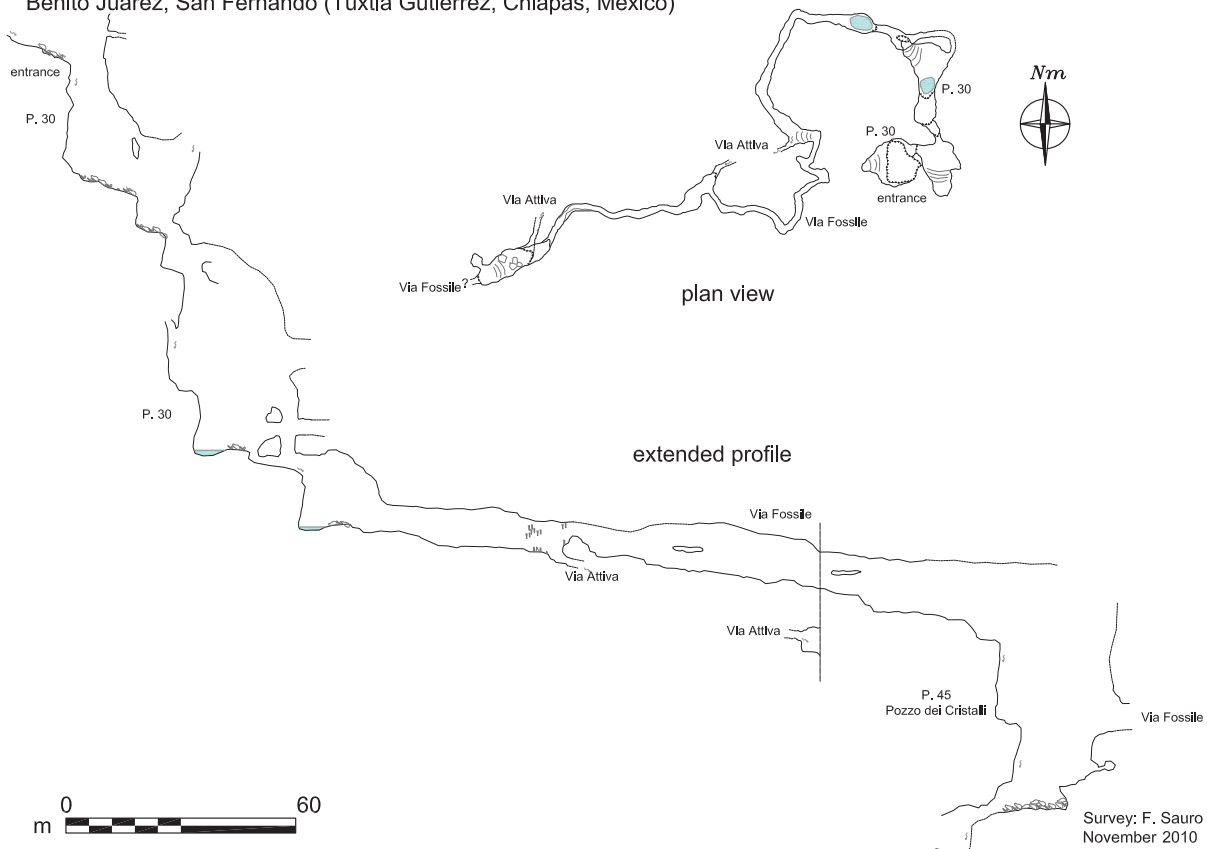 Benito Juarez, San Fernando (Tuxtla Gutierrez, Chiapas, Mexico)
entrance
P. 30
P. 30
P. 30
entrance
Via Attiva
Via Attiva
Via Fossile
Via Fossile?
Nm
plan view
P. 30
extended profile
Via Fossile
Via Attiva
Via Attiva
P. 45
Pozzo dei Cristalli
Via Fossile
0 60
m
Survey: F. Sauro
November 2010